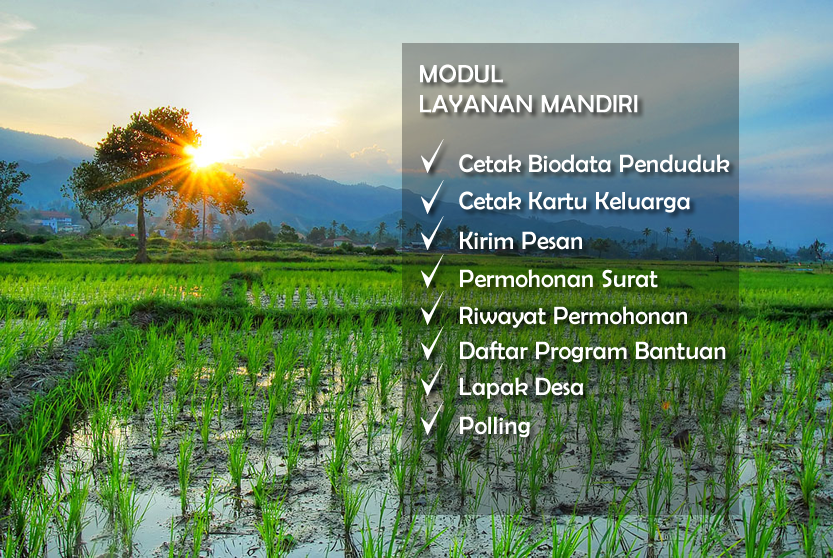 MODUL
LAYANAN MANDIRI
Cetak Biodata Penduduk
Cetak Kartu Keluarga
Kirim Pesan
Permohonan Surat
Riwayat Permohonan
Daftar Program Bantuan
Lapak Desa
Polling